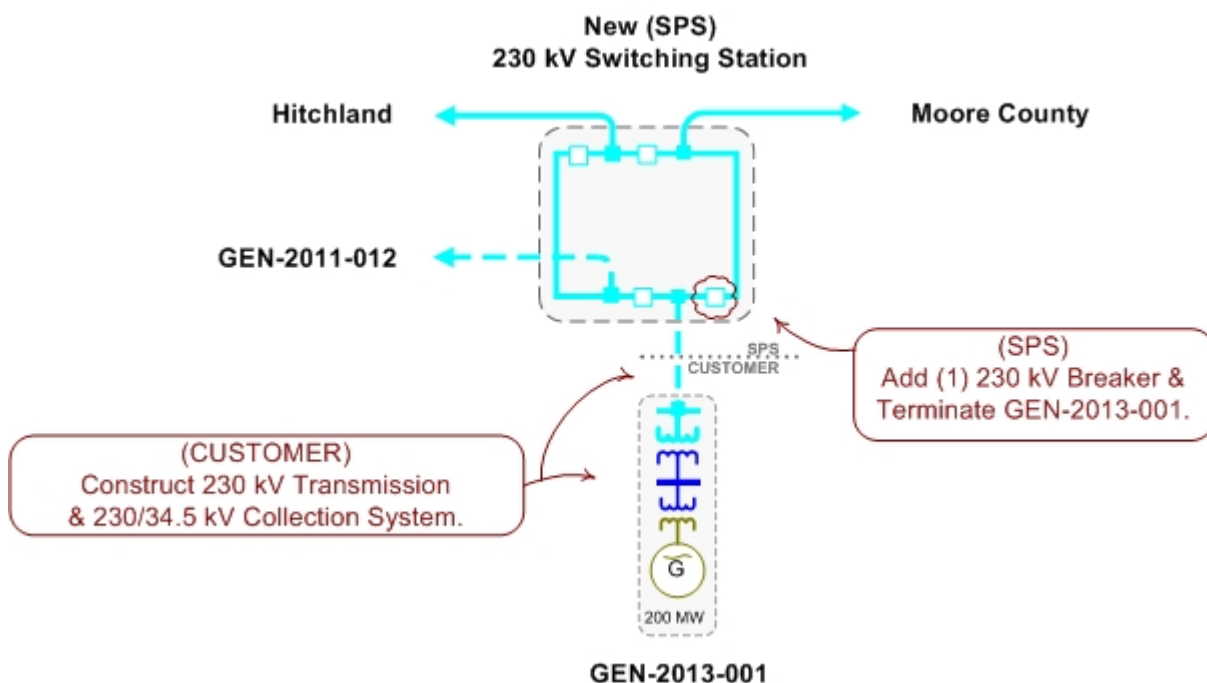 New (SPS)
230 kV Switching Station
Hitchland
Moore County
GEN-2011-012
SPS
CUSTOMER
(SPS)
Add (1) 230 kV Breaker &
Terminate GEN-2013-001.
(CUSTOMER)
Construct 230 kV Transmission
& 230/34.5 kV Collection System.
G
200 MW
GEN-2013-001